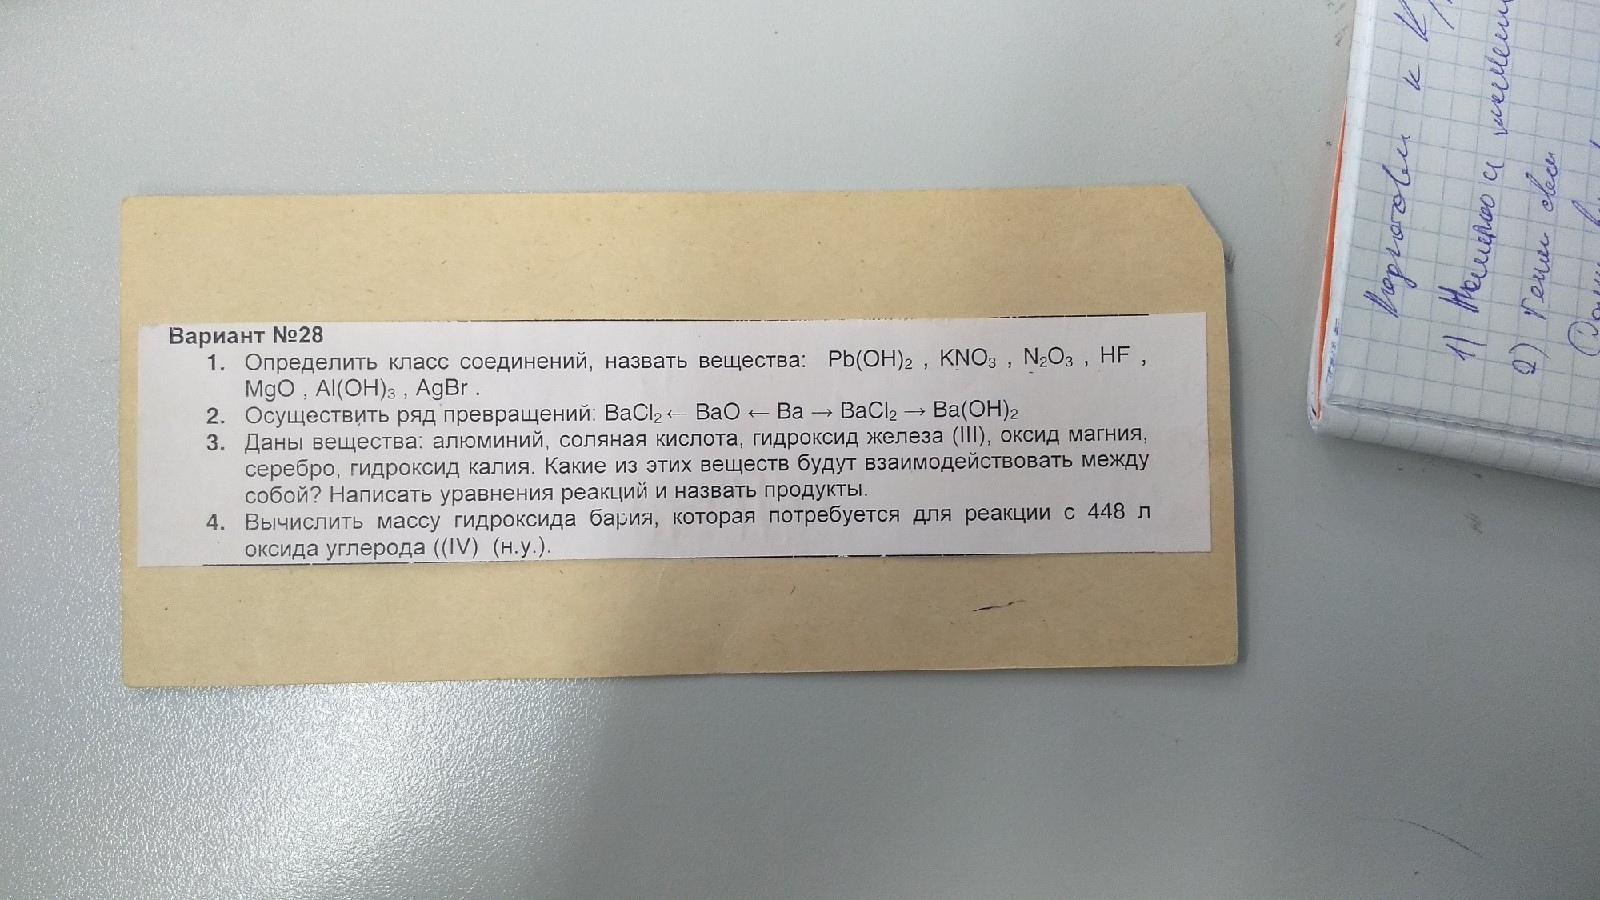 Вариант №28
1. Определить класс соединений, назвать вещества: Pb(OH)₂ , KNO₃ , N₂O₃ , HF ,
MgO , Al(OH)₃ , AgBr .
2. Осуществить ряд превращений: BaCl₂ ← BaO ← Ba → BaCl₂ → Ba(OH)₂
3. Даны вещества: алюминий, соляная кислота, гидроксид железа (III), оксид магния,
серебро, гидроксид калия. Какие из этих веществ будут взаимодействовать между
собой? Написать уравнения реакций и назвать продукты.
4. Вычислить массу гидроксида бария, которая потребуется для реакции с 448 л
оксида углерода ((IV) (н.у.).
к
1)
2)